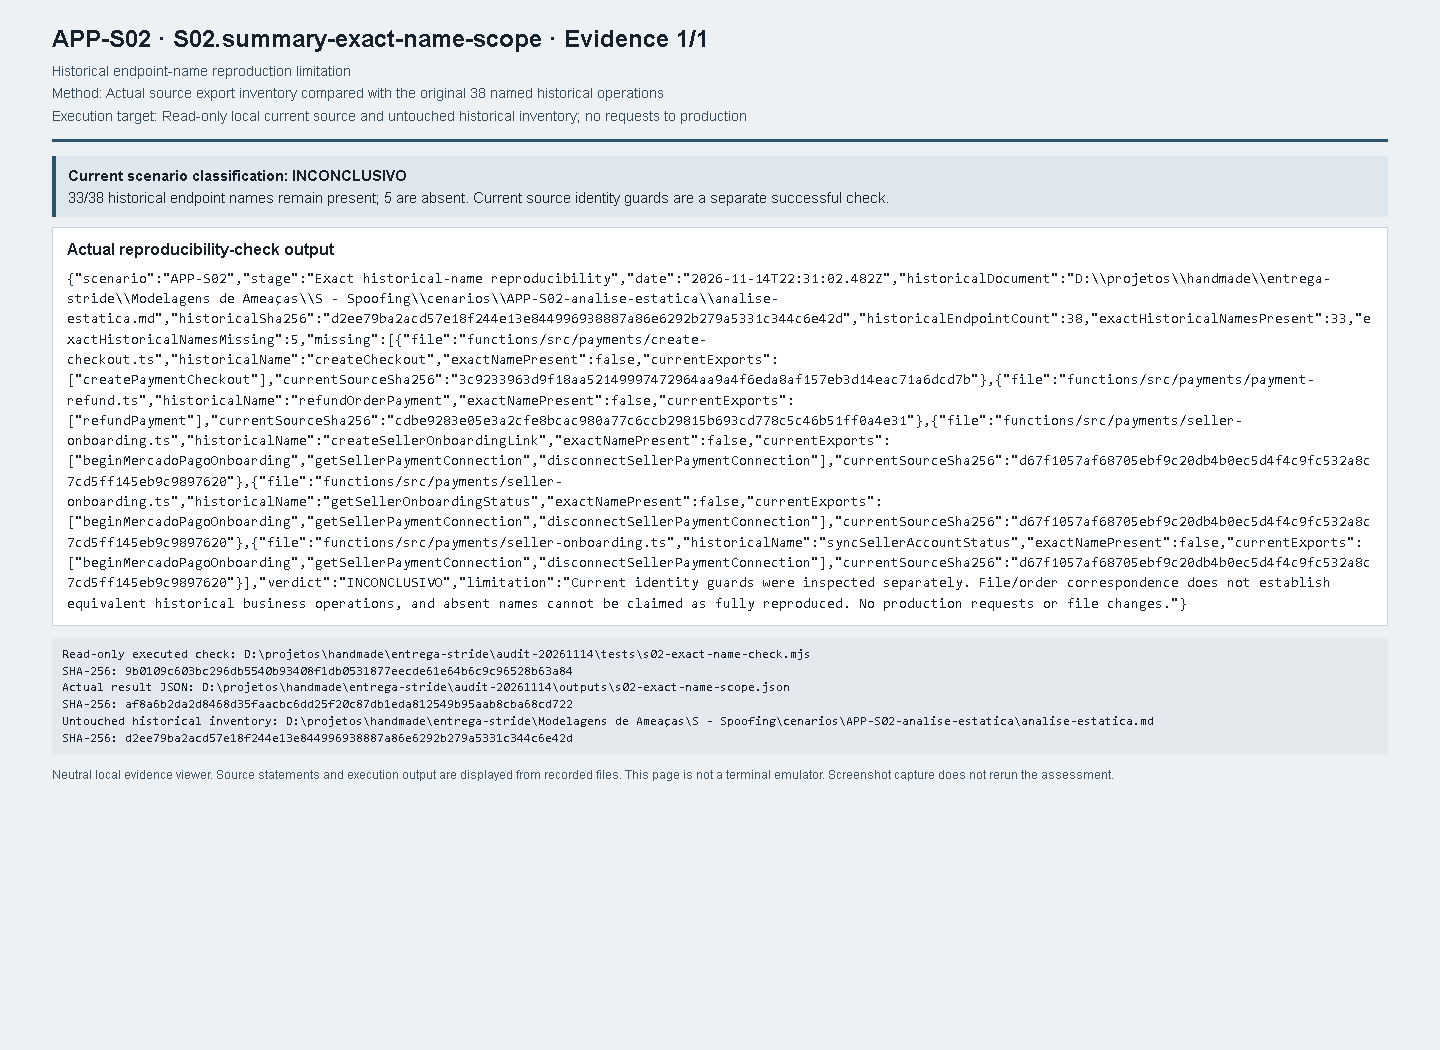 APP-S02 · S02.summary-exact-name-scope · Evidence 1/1
Historical endpoint-name reproduction limitation
Method: Actual source export inventory compared with the original 38 named historical operations
Execution target: Read-only local current source and untouched historical inventory; no requests to production
Current scenario classification: INCONCLUSIVO
33/38 historical endpoint names remain present; 5 are absent. Current source identity guards are a separate successful check.
Actual reproducibility-check output
{"scenario":"APP-S02","stage":"Exact historical-name reproducibility","date":"2026-11-14T22:31:02.482Z","historicalDocument":"D:\\projetos\\handmade\\entrega-
stride\\Modelagens de Ameaças\\S - Spoofing\\cenarios\\APP-S02-analise-estatica\\analise-
estatica.md","historicalSha256":"d2ee79ba2acd57e18f244e13e844996938887a86e6292b279a5331c344c6e42d","historicalEndpointCount":38,"exactHistoricalNamesPresent":33,"e
xactHistoricalNamesMissing":5,"missing":[{"file":"functions/src/payments/create-
checkout.ts","historicalName":"createCheckout","exactNamePresent":false,"currentExports":
["createPaymentCheckout"],"currentSourceSha256":"3c9233963d9f18aa52149997472964aa9a4f6eda8af157eb3d14eac71a6dcd7b"},{"file":"functions/src/payments/payment-
refund.ts","historicalName":"refundOrderPayment","exactNamePresent":false,"currentExports":
["refundPayment"],"currentSourceSha256":"cdbe9283e05e3a2cfe8bcac980a77c6ccb29815b693cd778c5c46b51ff0a4e31"},{"file":"functions/src/payments/seller-
onboarding.ts","historicalName":"createSellerOnboardingLink","exactNamePresent":false,"currentExports":
["beginMercadoPagoOnboarding","getSellerPaymentConnection","disconnectSellerPaymentConnection"],"currentSourceSha256":"d67f1057af68705ebf9c20db4b0ec5d4f4c9fc532a8c
7cd5ff145eb9c9897620"},{"file":"functions/src/payments/seller-
onboarding.ts","historicalName":"getSellerOnboardingStatus","exactNamePresent":false,"currentExports":
["beginMercadoPagoOnboarding","getSellerPaymentConnection","disconnectSellerPaymentConnection"],"currentSourceSha256":"d67f1057af68705ebf9c20db4b0ec5d4f4c9fc532a8c
7cd5ff145eb9c9897620"},{"file":"functions/src/payments/seller-onboarding.ts","historicalName":"syncSellerAccountStatus","exactNamePresent":false,"currentExports":
["beginMercadoPagoOnboarding","getSellerPaymentConnection","disconnectSellerPaymentConnection"],"currentSourceSha256":"d67f1057af68705ebf9c20db4b0ec5d4f4c9fc532a8c
7cd5ff145eb9c9897620"}],"verdict":"INCONCLUSIVO","limitation":"Current identity guards were inspected separately. File/order correspondence does not establish
equivalent historical business operations, and absent names cannot be claimed as fully reproduced. No production requests or file changes."}
Read-only executed check: D:\projetos\handmade\entrega-stride\audit-20261114\tests\s02-exact-name-check.mjs
SHA-256: 9b0109c603bc296db5540b93408f1db0531877eecde61e64b6c9c96528b63a84
Actual result JSON: D:\projetos\handmade\entrega-stride\audit-20261114\outputs\s02-exact-name-scope.json
SHA-256: af8a6b2da2d8468d35faacbc6dd25f20c87db1eda812549b95aab8cba68cd722
Untouched historical inventory: D:\projetos\handmade\entrega-stride\Modelagens de Ameaças\S - Spoofing\cenarios\APP-S02-analise-estatica\analise-estatica.md
SHA-256: d2ee79ba2acd57e18f244e13e844996938887a86e6292b279a5331c344c6e42d
Neutral local evidence viewer. Source statements and execution output are displayed from recorded files. This page is not a terminal emulator. Screenshot capture does not rerun the assessment.